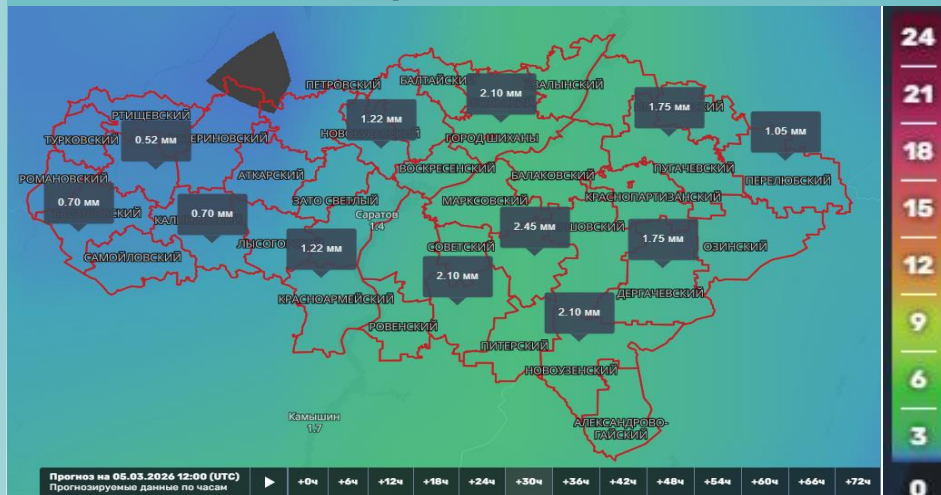 24
21
18
15
12
9
6
3
0
ПЕТРОВСКИЙ
2.10 мм
1.22 мм
1.75 мм
1.05 мм
РТИЩЕВСКИЙ
0.52 мм
ТУРКОВСКИЙ
ГОРОД ШИХАНЫ
РОМАНОВСКИЙ
АТКАРСКИЙ
ВОСКРЕСЕНСКИЙ
БАЛАКОВСКИЙ
ПУГАЧЕВСКИЙ
ПЕРЕЛЮБСКИЙ
0.70 мм
0.70 мм
ЗАТО СВЕТЛЫЙ
МАРКСОВСКИЙ
КРАСНОПАРТИЗАНСКИЙ
Саратов
1.4
2.45 мм
1.22 мм
СОВЕТСКИЙ
1.75 мм
ОЗИНСКИЙ
САМОЙЛОВСКИЙ
2.10 мм
КРАСНОАРМЕЙСКИЙ
ДЕРГАЧЕВСКИЙ
2.10 мм
РОВЕНСКИЙ
ПИТЕРСКИЙ
НОВОУЗЕНСКИЙ
Камышин
1.7
АЛЕКСАНДРОВО-
ГАЙСКИЙ
Прогноз на 05.03.2026 12:00 (UTC)
Прогнозируемые данные по часам
+0ч +6ч +12ч +18ч +24ч +30ч +36ч +42ч +48ч +54ч +60ч +66ч +72ч